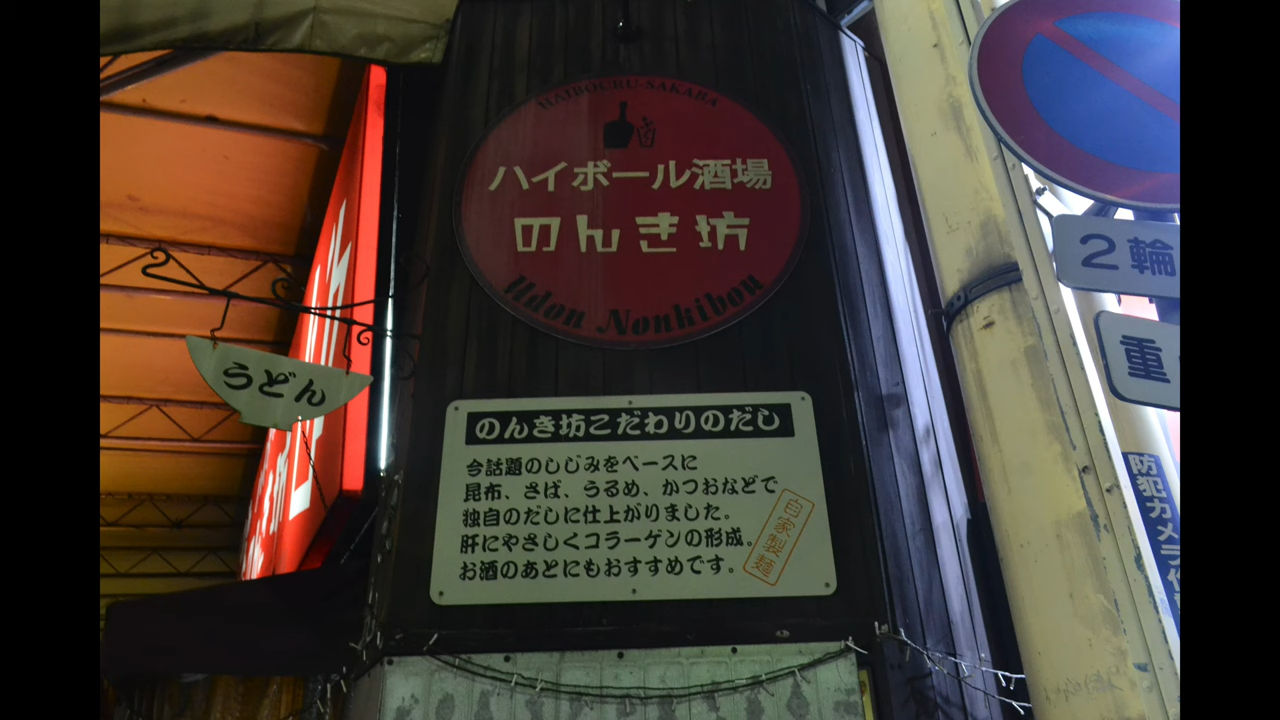 HAIBOURU-SAKABA
ハイボール酒場
のんき坊
Udon Nonkibou
うどん
のんき坊こだわりのだし
今話題のしじみをベースに
昆布、さば、うるめ、かつおなどで
独自のだしに仕上がりました。
肝にやさしくコラーゲンの形成。
お酒のあとにもおすすめです。
自家製麺
2輪
重
防犯カメラ